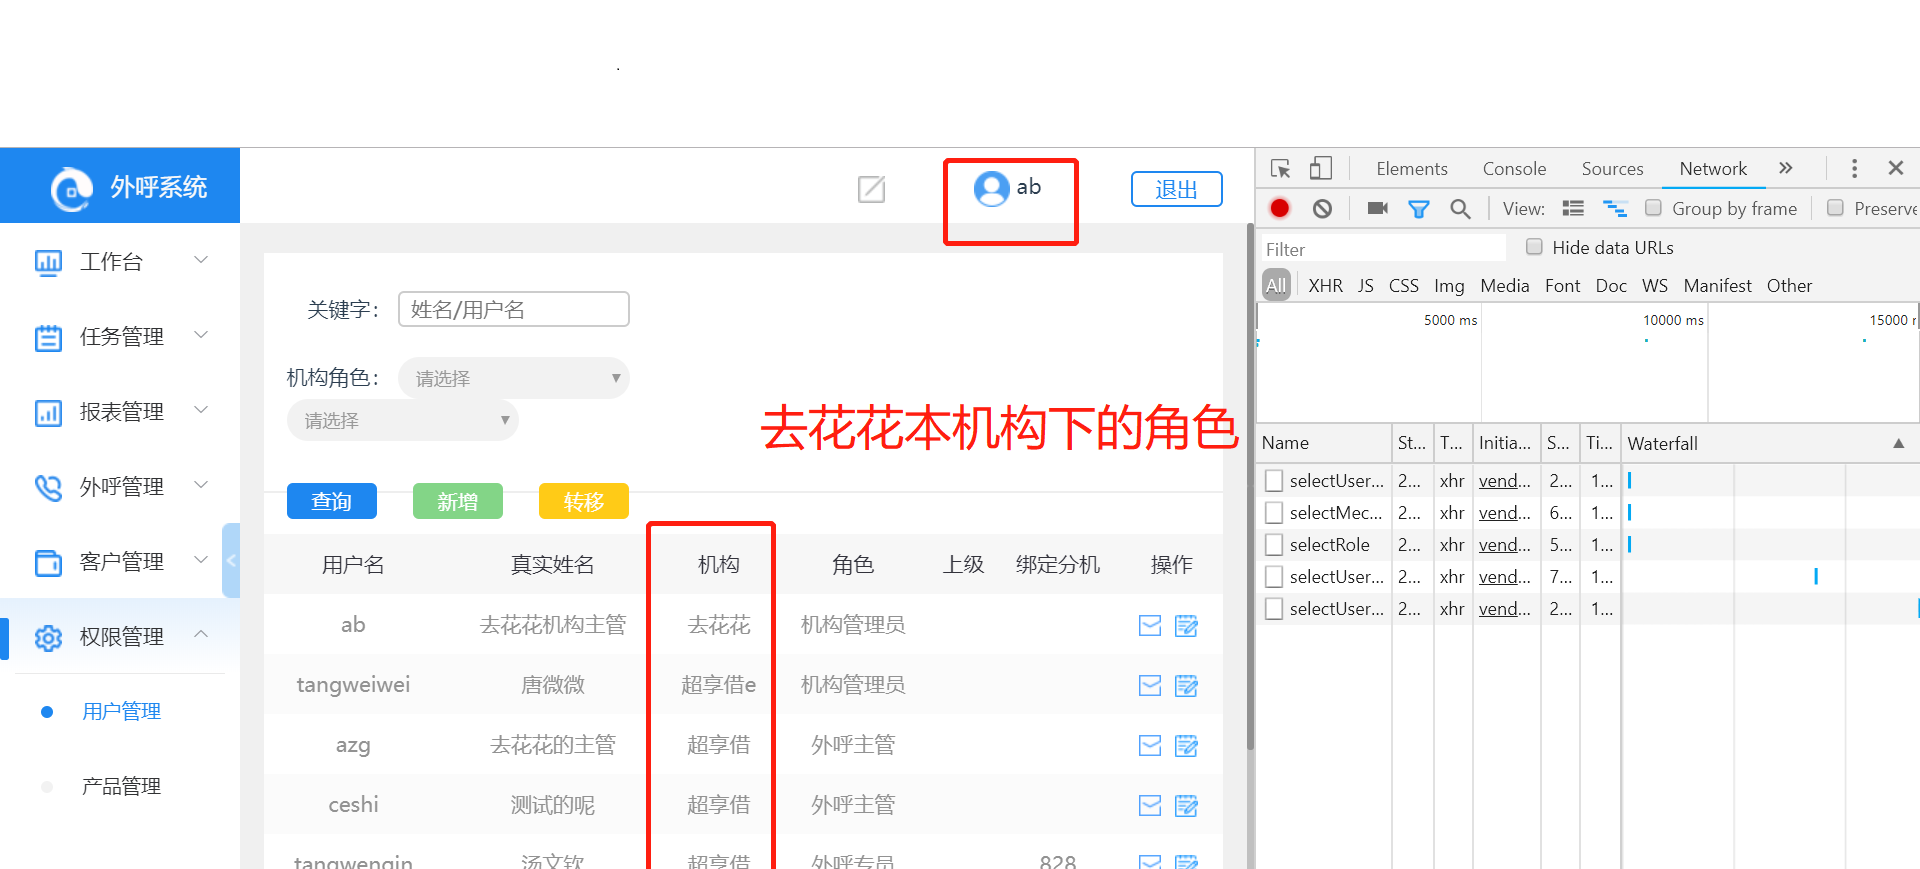 外呼系统
ab
退出
工作台
任务管理
报表管理
外呼管理
客户管理
权限管理
用户管理
产品管理
关键字：
姓名/用户名
机构角色：
请选择
请选择
去花花本机构下的角色
查询
新增
转移
用户名 真实姓名 机构 角色 上级 绑定分机 操作
ab 去花花机构主管 去花花 机构管理员
tangweiwei 唐微微 超享借e 机构管理员
azg 去花花的主管 超享借 外呼主管
ceshi 测试的呢 超享借 外呼主管
tangwenqin 汤文钦 超享借 外呼专员 828
Elements Console Sources Network
View: Group by frame Preserve
Filter Hide data URLs
All XHR JS CSS Img Media Font Doc WS Manifest Other
5000 ms 10000 ms 15000 r
Name St... T... Initia... S... Ti... Waterfall
selectUser... 2... xhr vend... 2... 1...
selectMec... 2... xhr vend... 6... 1...
selectRole 2... xhr vend... 5... 1...
selectUser... 2... xhr vend... 7... 1...
selectUser... 2... xhr vend... 2... 1...